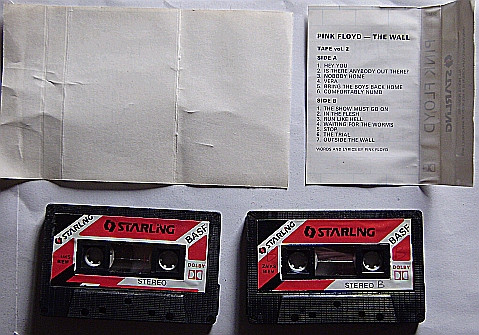 PINK FLOYD — THE WALL
TAPE vol. 2
SIDE A
1. HEY YOU
2. IS THERE ANYBODY OUT THERE?
3. NOBODY HOME
4. VERA
5. BRING THE BOYS BACK HOME
6. COMFORTABLY NUMB
SIDE B
1. THE SHOW MUST GO ON
2. IN THE FLESH
3. RUN LIKE HELL
4. WAITING FOR THE WORMS
5. STOP
6. THE TRIAL
7. OUTSIDE THE WALL
WORDS AND LYRICS BY PINK FLOYD
PINK FLOYD
STARLING
B
STARLING
STARLING
BASF
DOLBY
STEREO
STARLING
STARLING
BASF
DOLBY
STEREO B